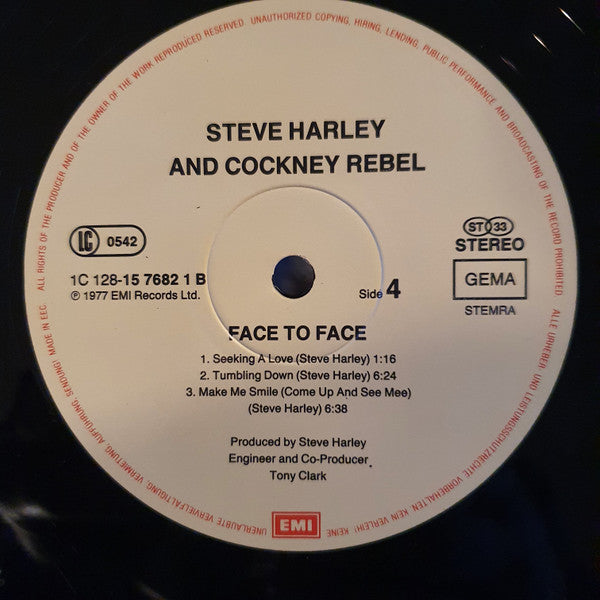 ALL RIGHTS OF THE PRODUCER AND OF THE OWNER OF THE WORK REPRODUCED RESERVED. UNAUTHORIZED COPYING, HIRING, LENDING, PUBLIC PERFORMANCE AND BROADCASTING OF THE RECORD PROHIBITED.
STEVE HARLEY
AND COCKNEY REBEL
LC 0542
ST 33
STEREO
1C 128-15 7682 1 B
℗ 1977 EMI Records Ltd.
Side 4
GEMA
STEMRA
FACE TO FACE
1. Seeking A Love (Steve Harley) 1:16
2. Tumbling Down (Steve Harley) 6:24
3. Make Me Smile (Come Up And See Mee)
(Steve Harley) 6:38
Produced by Steve Harley
Engineer and Co-Producer
Tony Clark
EMI
ALLE URHEBER- UND LEISTUNGSSCHUTZRECHTE VORBEHALTEN. KEIN VERLEIH! KEINE
UNERLAUBTE VERVIELFÄLTIGUNG, VERMIETUNG, AUFFÜHRUNG, SENDUNG! MADE IN EEC.